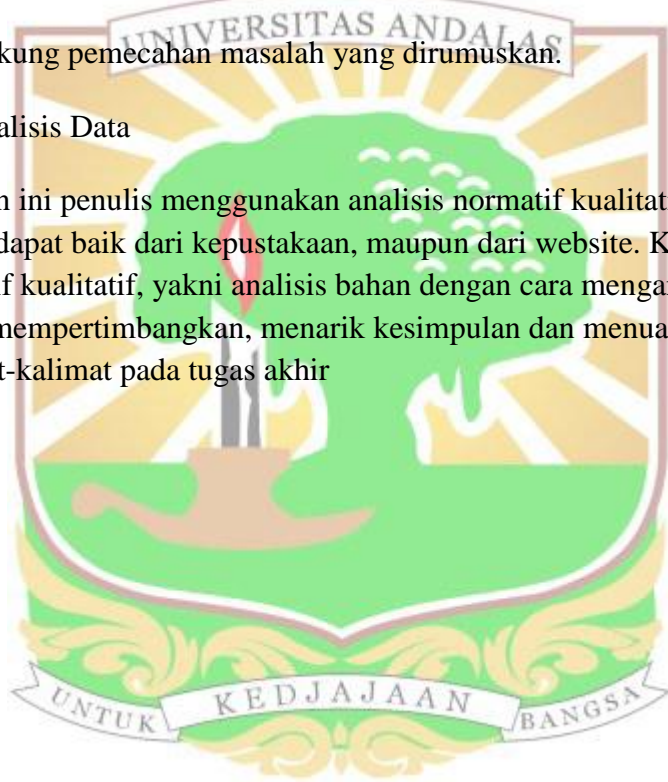 UNIVERSITAS ANDALAS
kung pemecahan masalah yang dirumuskan.
alisis Data
n ini penulis menggunakan analisis normatif kualitat
dapat baik dari kepustakaan, maupun dari website. K
if kualitatif, yakni analisis bahan dengan cara mengan
mempertimbangkan, menarik kesimpulan dan menua
t-kalimat pada tugas akhir
UNTUK KEDJAJAAN BANGSA